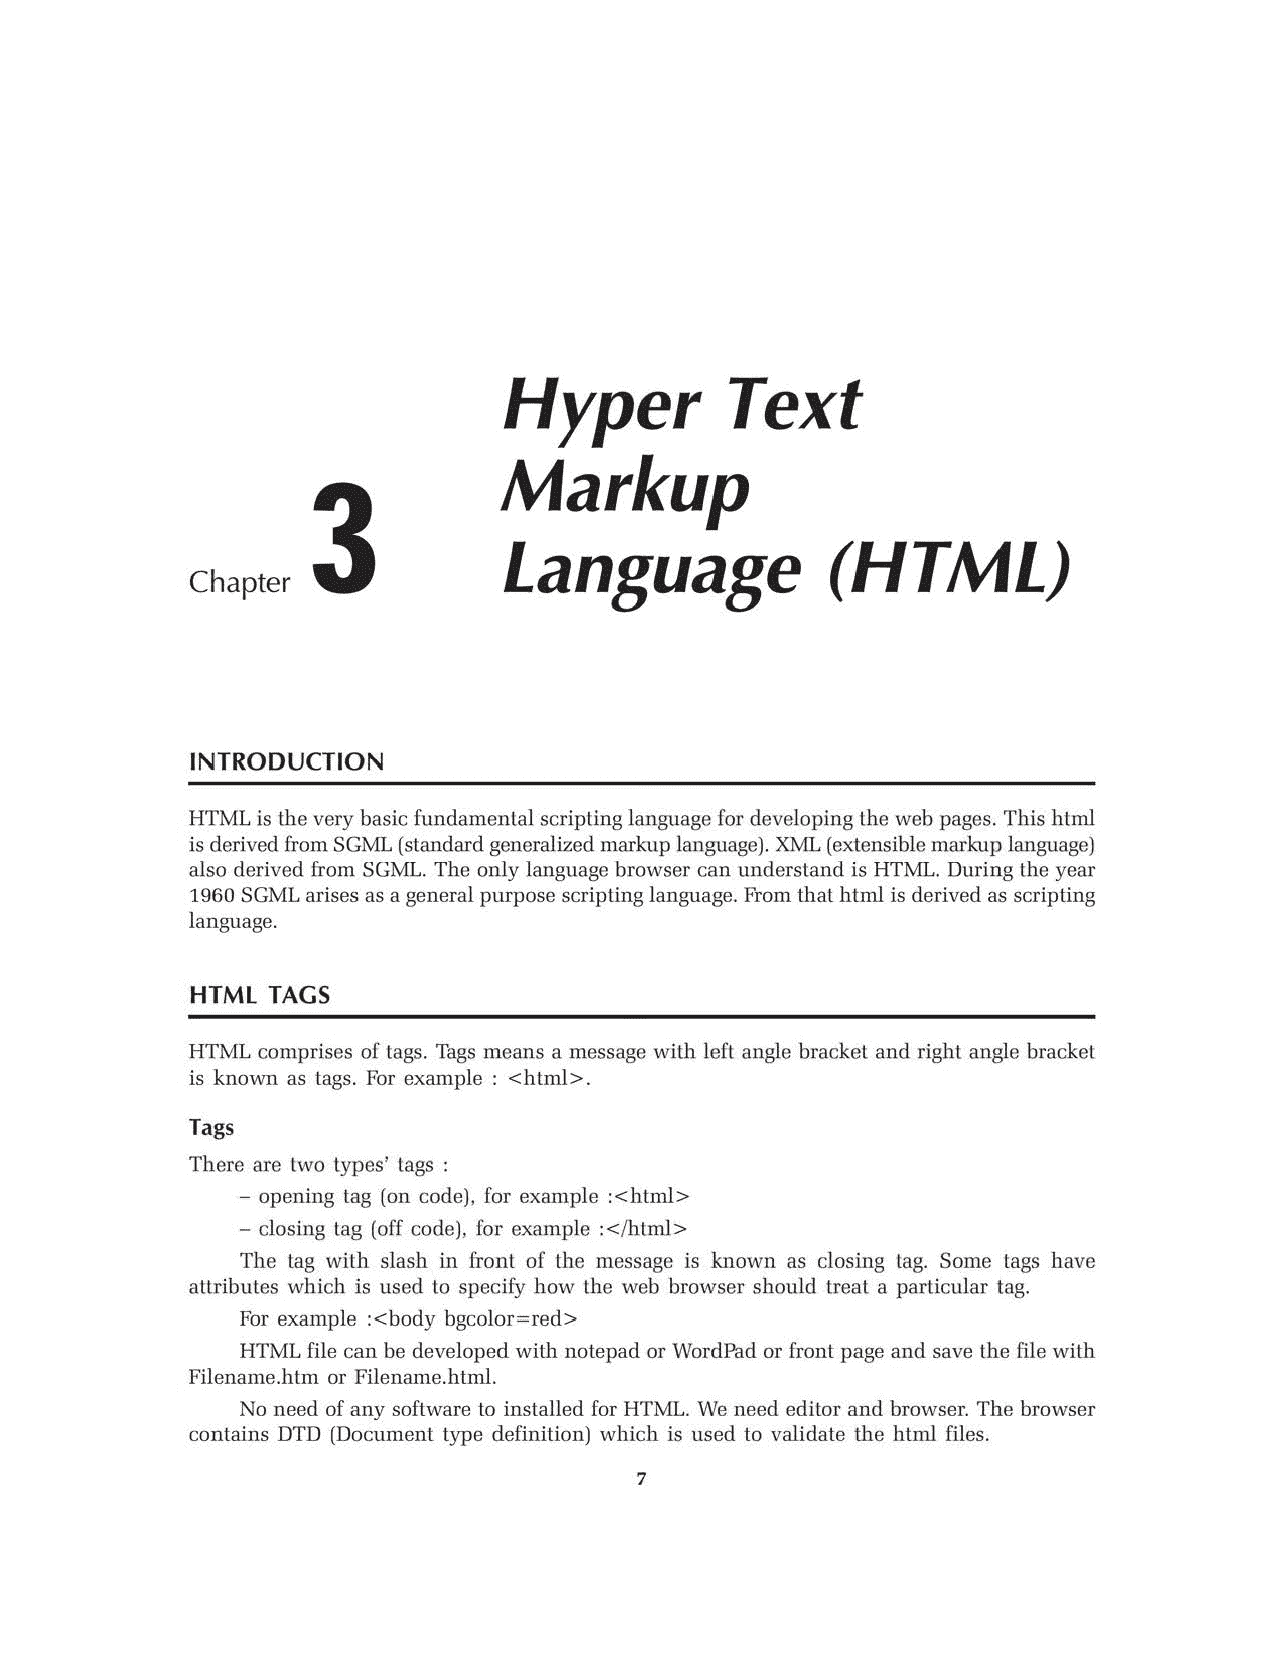 Chapter 3
Hyper Text
Markup
Language (HTML)
INTRODUCTION
HTML is the very basic fundamental scripting language for developing the web pages. This html
is derived from SGML (standard generalized markup language). XML (extensible markup language)
also derived from SGML. The only language browser can understand is HTML. During the year
1960 SGML arises as a general purpose scripting language. From that html is derived as scripting
language.
HTML TAGS
HTML comprises of tags. Tags means a message with left angle bracket and right angle bracket
is known as tags. For example : <html>.
Tags
There are two types’ tags :
– opening tag (on code), for example :<html>
– closing tag (off code), for example :</html>
The tag with slash in front of the message is known as closing tag. Some tags have
attributes which is used to specify how the web browser should treat a particular tag.
For example :<body bgcolor=red>
HTML file can be developed with notepad or WordPad or front page and save the file with
Filename.htm or Filename.html.
No need of any software to installed for HTML. We need editor and browser. The browser
contains DTD (Document type definition) which is used to validate the html files.
7